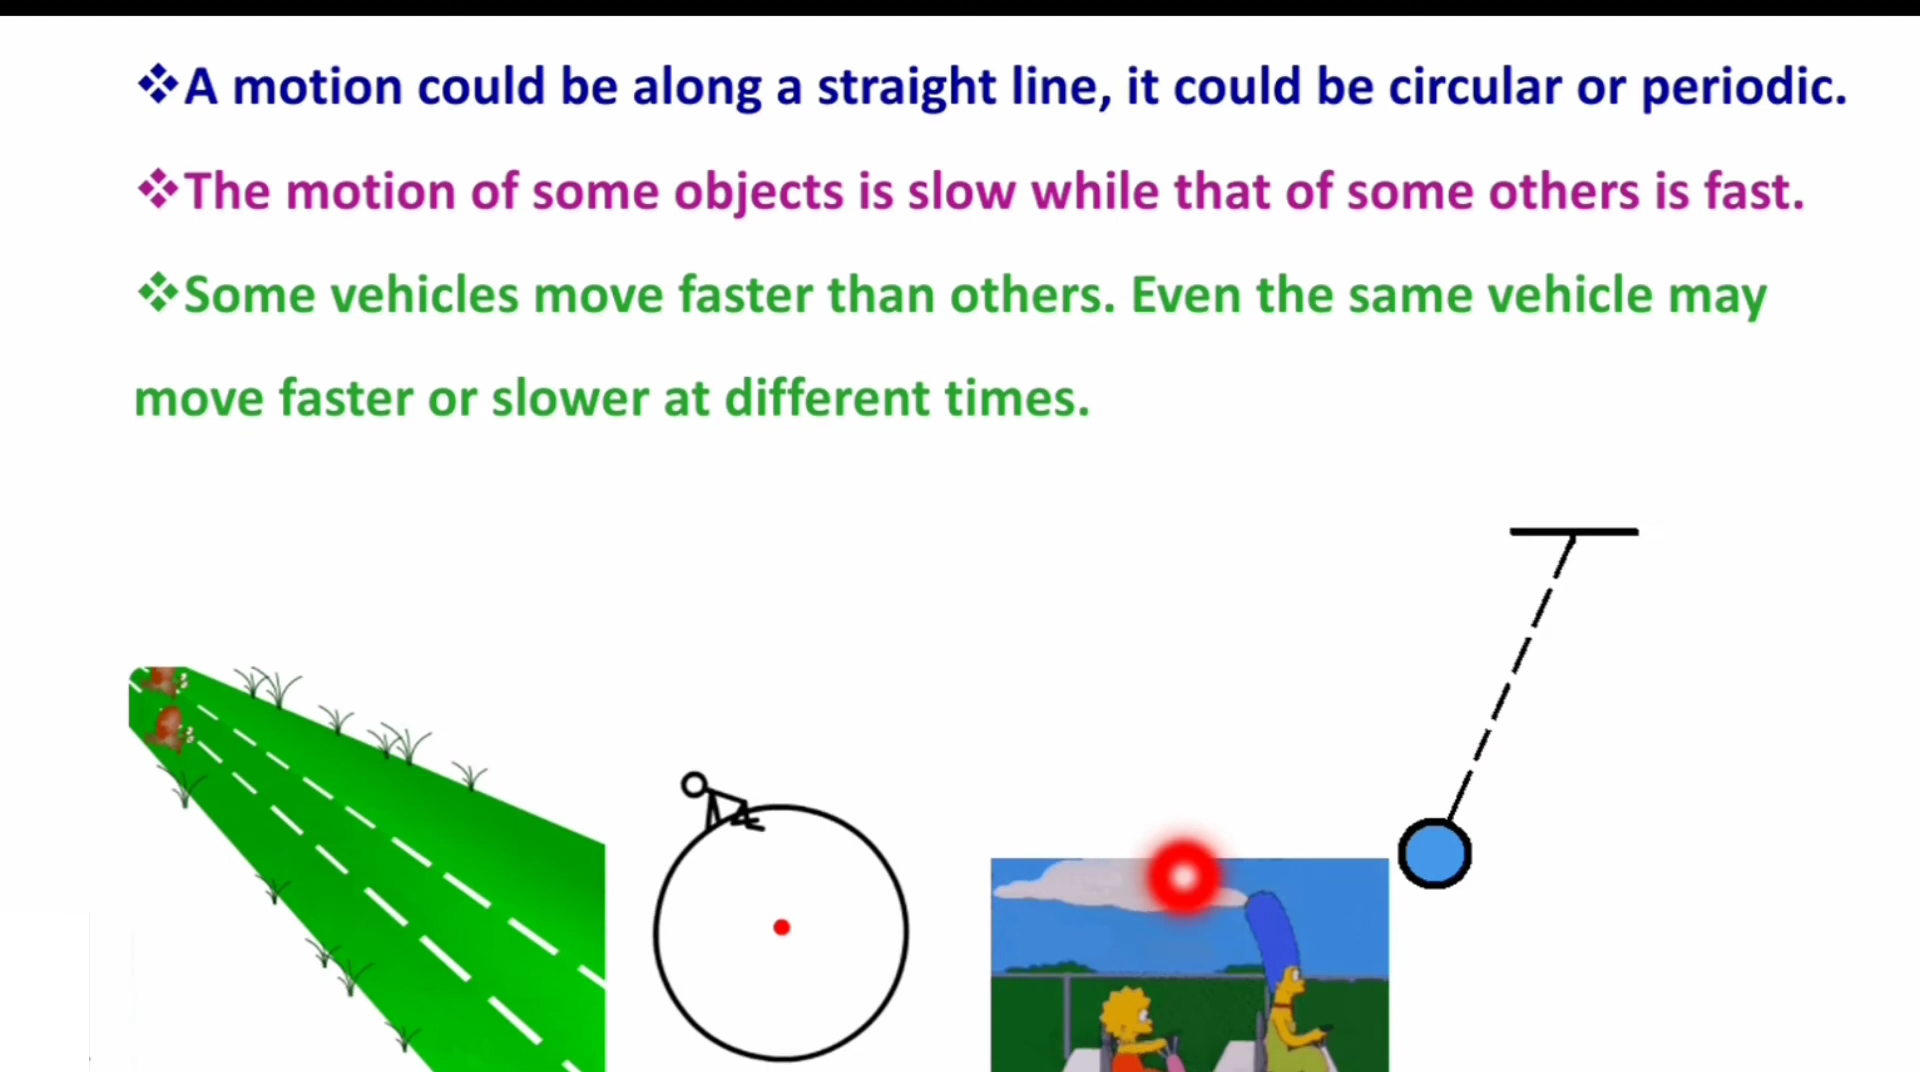 ❖A motion could be along a straight line, it could be circular or periodic.
❖The motion of some objects is slow while that of some others is fast.
❖Some vehicles move faster than others. Even the same vehicle may
move faster or slower at different times.